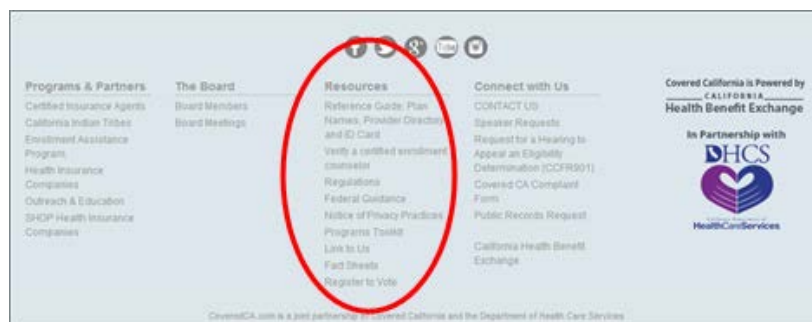 Programs & Partners
Certified Insurance Agents
California Indian Tribes
Enrollment Assistance
Program
Health Insurance
Companies
Outreach & Education
SHOP Health Insurance
Companies
The Board
Board Members
Board Meetings
Resources
Reference Guide: Plan
Names, Provider Directory
and ID Card
Verify a certified enrollment
counselor
Regulations
Federal Guidance
Notice of Privacy Practices
Programs Toolkit
Link to Us
Fact Sheets
Register to Vote
Connect with Us
CONTACT US
Speaker Requests
Request for a Hearing to
Appeal an Eligibility
Determination (CCFRS01)
Covered CA Complaint
Form
Public Records Request
California Health Benefit
Exchange
Covered California is Powered by
CALIFORNIA
Health Benefit Exchange
In Partnership with
DHCS
California Department of
HealthCareServices
CoveredCA.com is a joint partnership of Covered California and the Department of Health Care Services